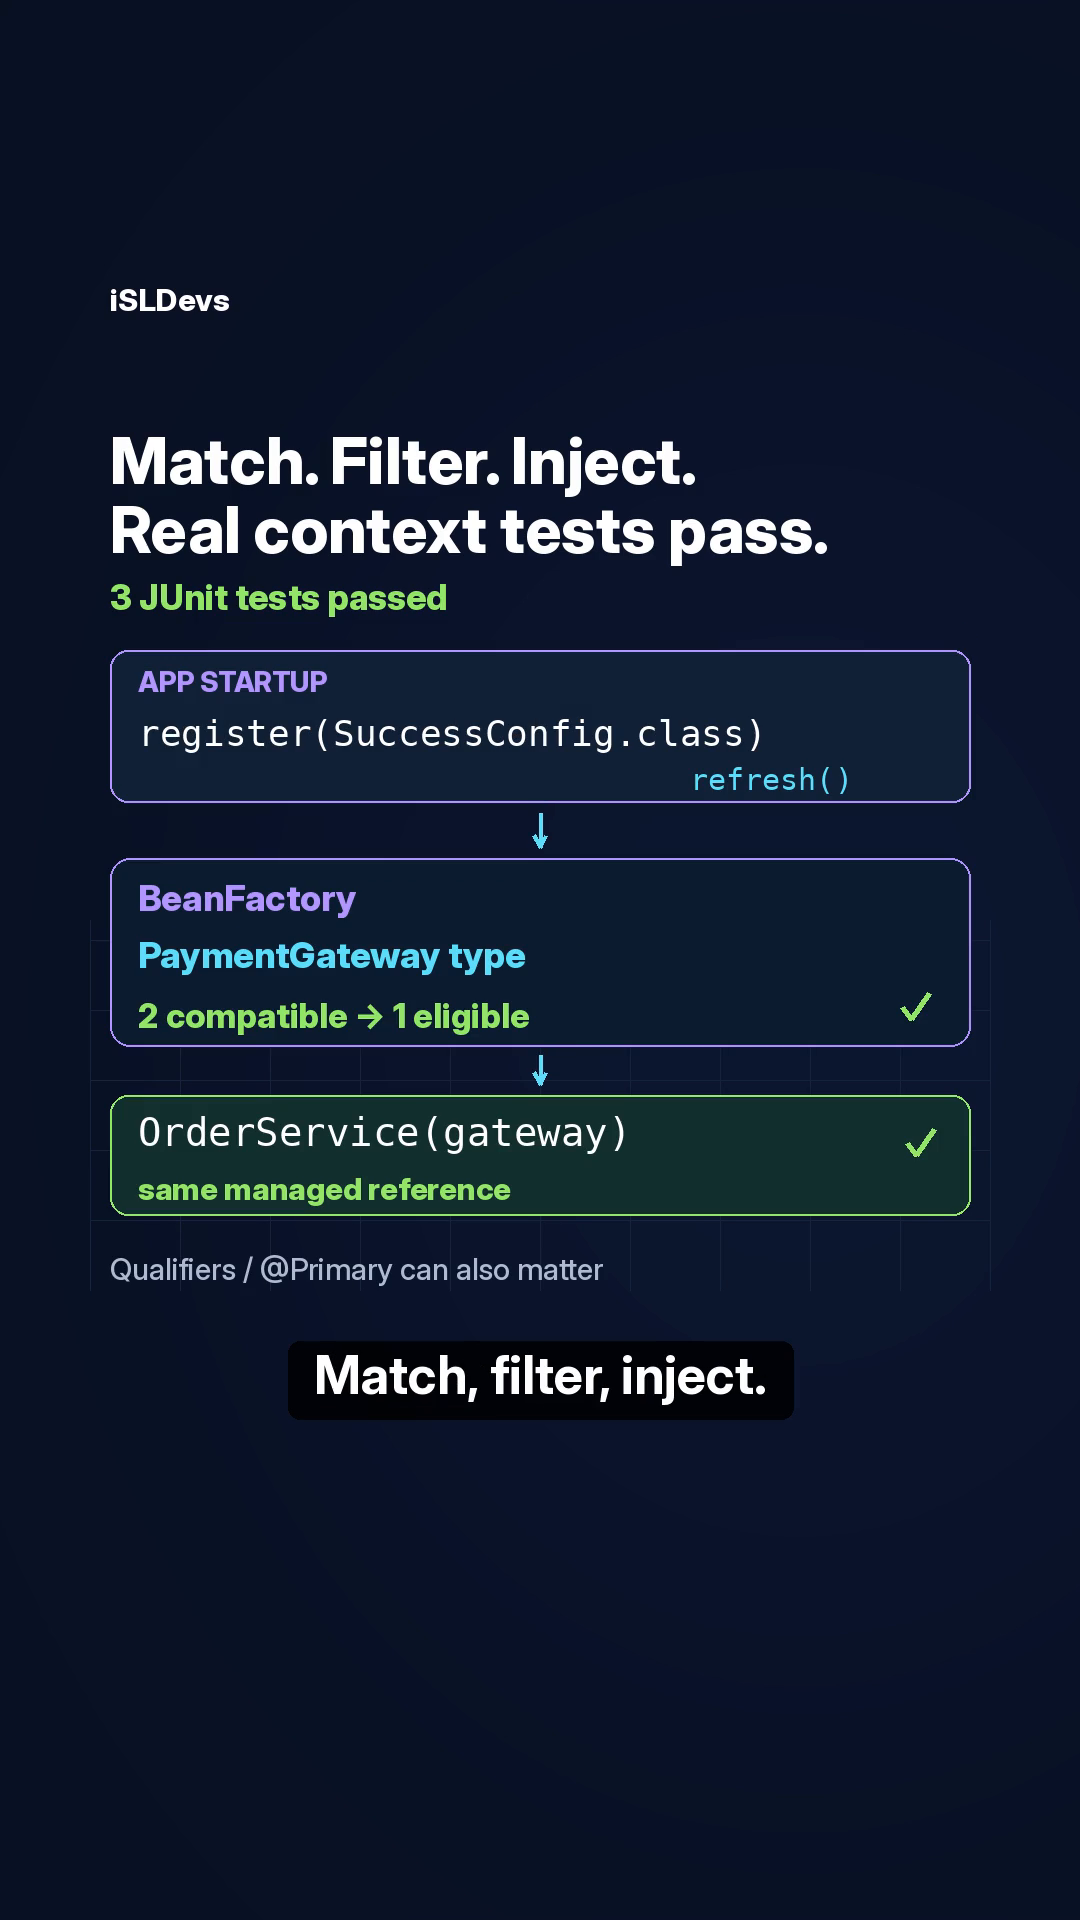 iSLDevs
Match. Filter. Inject.
Real context tests pass.
3 JUnit tests passed
APP STARTUP
register(SuccessConfig.class)
refresh()
BeanFactory
PaymentGateway type
2 compatible → 1 eligible
OrderService(gateway)
same managed reference
Qualifiers / @Primary can also matter
Match, filter, inject.